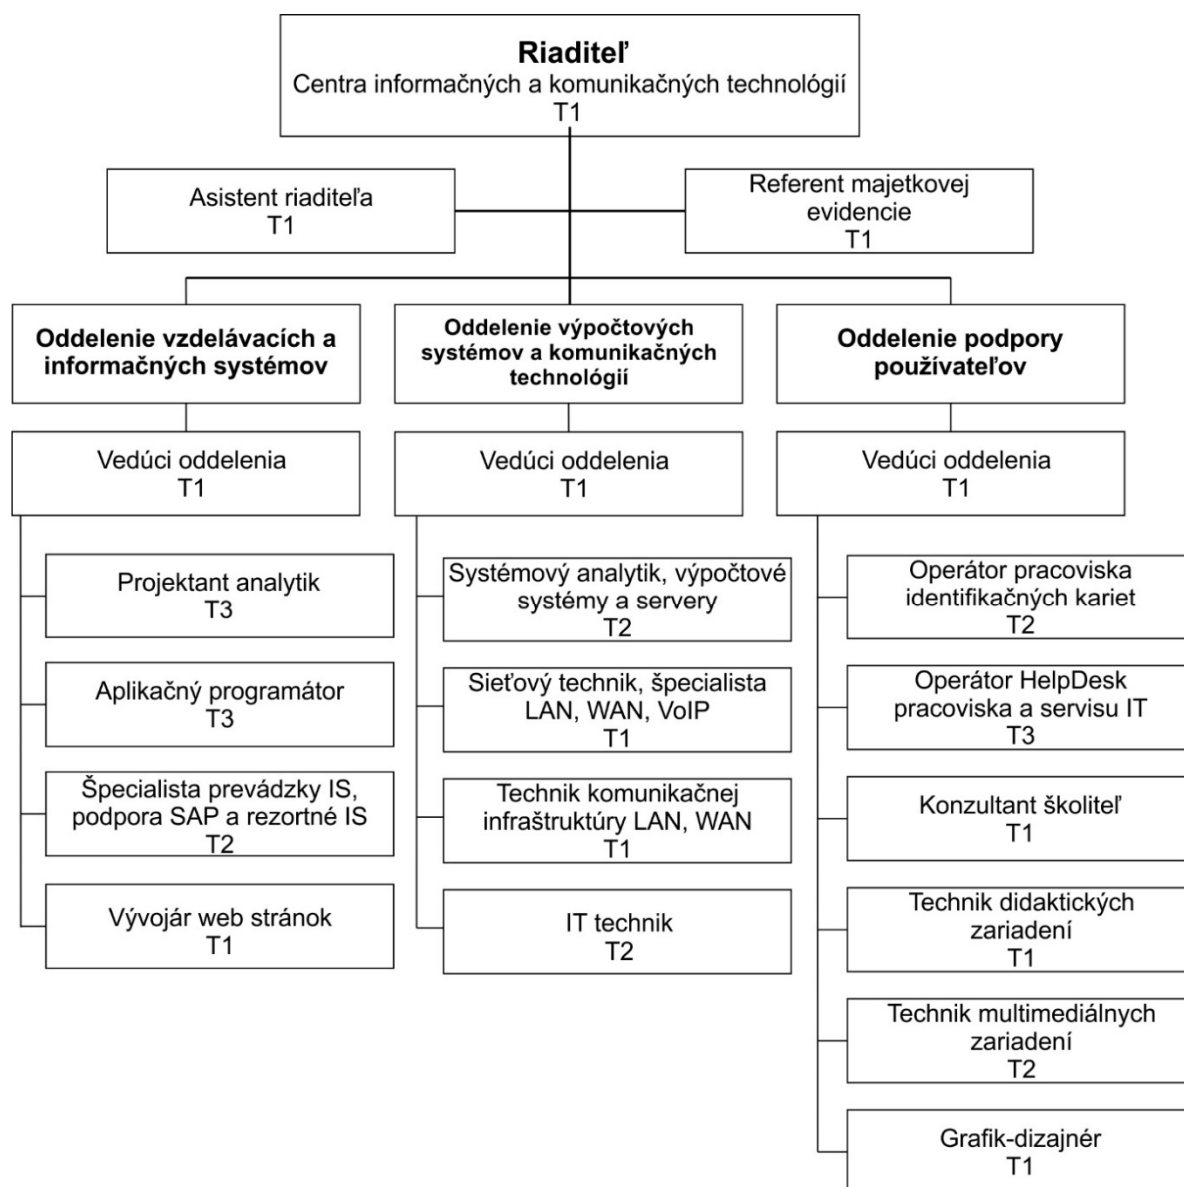 Riaditeľ
Centra informačných a komunikačných technológií
T1
Asistent riaditeľa
T1
Referent majetkovej
evidencie
T1
Oddelenie vzdelávacích a
informačných systémov
Vedúci oddelenia
T1
Projektant analytik
T3
Aplikačný programátor
T3
Špecialista prevádzky IS,
podpora SAP a rezortné IS
T2
Vývojár web stránok
T1
Oddelenie výpočtových
systémov a komunikačných
technológií
Vedúci oddelenia
T1
Systémový analytik, výpočtové
systémy a servery
T2
Sieťový technik, špecialista
LAN, WAN, VoIP
T1
Technik komunikačnej
infraštruktúry LAN, WAN
T1
IT technik
T2
Oddelenie podpory
používateľov
Vedúci oddelenia
T1
Operátor pracoviska
identifikačných kariet
T2
Operátor HelpDesk
pracoviska a servisu IT
T3
Konzultant školiteľ
T1
Technik didaktických
zariadení
T1
Technik multimediálnych
zariadení
T2
Grafik-dizajnér
T1